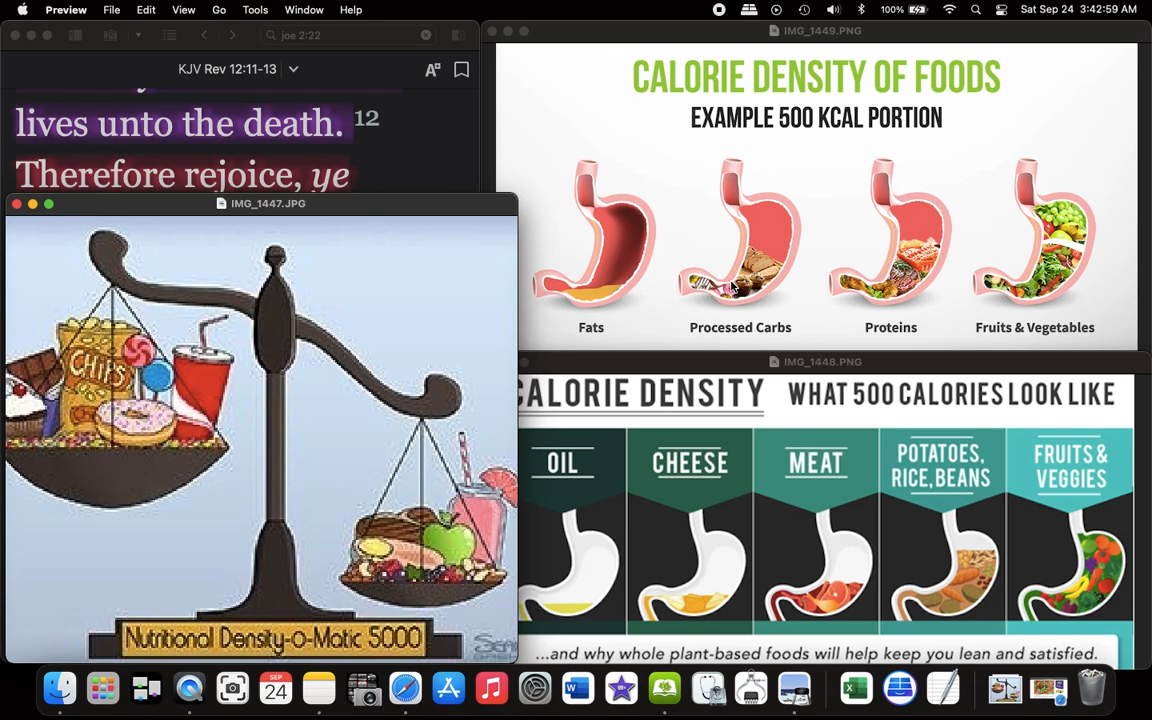 Preview File Edit View Go Tools Window Help 100% Sat Sep 24 3:42:59 AM
joe 2:22
KJV Rev 12:11-13
lives unto the death. 12
Therefore rejoice, ye
IMG_1449.PNG
CALORIE DENSITY OF FOODS
EXAMPLE 500 KCAL PORTION
Fats Processed Carbs Proteins Fruits & Vegetables
IMG_1447.JPG
CHIPS
Nutritional Density-o-Matic 5000
IMG_1448.PNG
CALORIE DENSITY WHAT 500 CALORIES LOOK LIKE
OIL CHEESE MEAT
POTATOES,
RICE, BEANS
FRUITS &
VEGGIES
...and why whole plant-based foods will help keep you lean and satisfied.
SEP
24